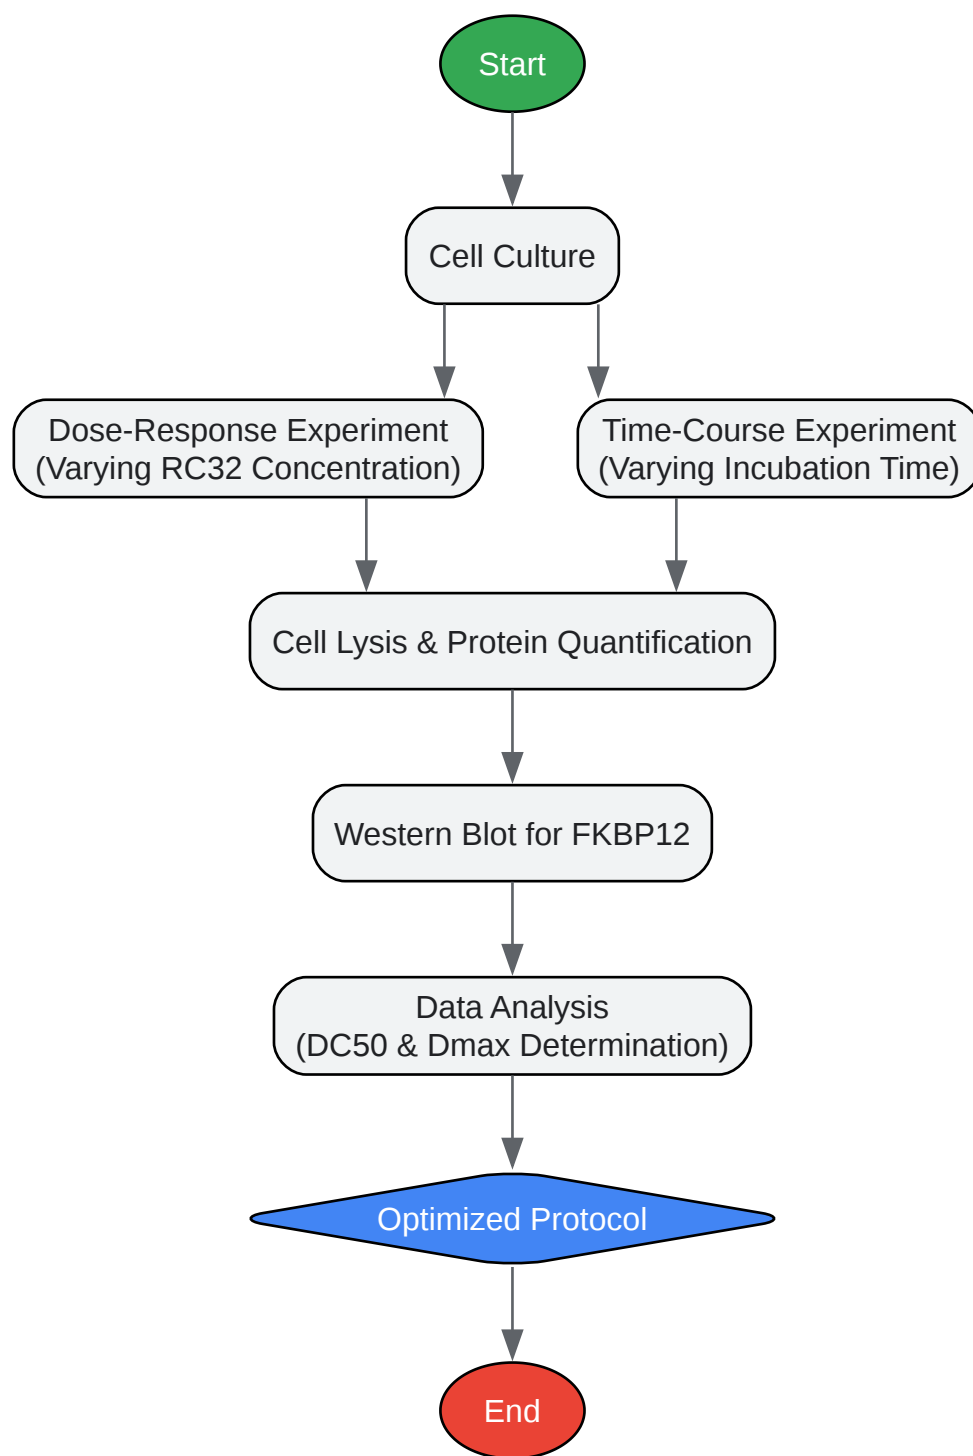 Start
Cell Culture
Dose-Response Experiment
(Varying RC32 Concentration)
Time-Course Experiment
(Varying Incubation Time)
Cell Lysis & Protein Quantification
Western Blot for FKBP12
Data Analysis
(DC50 & Dmax Determination)
Optimized Protocol
End